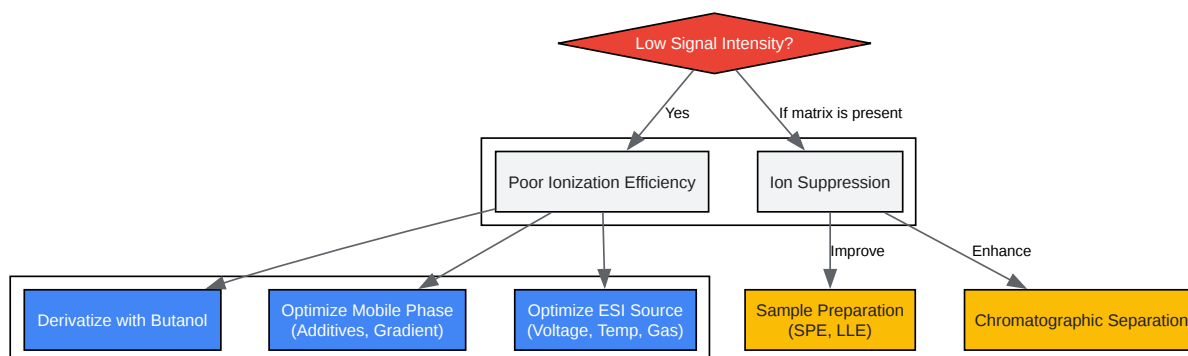 Low Signal Intensity?
Yes
If matrix is present
Poor Ionization Efficiency
Ion Suppression
Improve
Enhance
Derivatize with Butanol
Optimize Mobile Phase
(Additives, Gradient)
Optimize ESI Source
(Voltage, Temp, Gas)
Sample Preparation
(SPE, LLE)
Chromatographic Separation